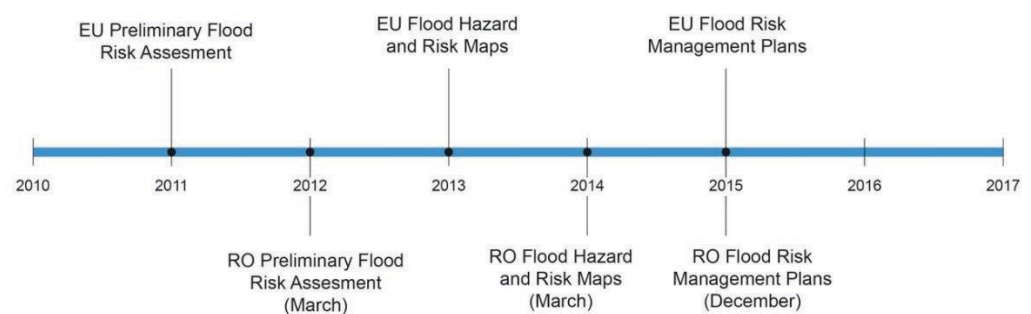 EU Preliminary Flood
Risk Assesment
EU Flood Hazard
and Risk Maps
EU Flood Risk
Management Plans
2010
2011
2012
2013
2014
2015
2016
2017
RO Preliminary Flood
Risk Assesment
(March)
RO Flood Hazard
and Risk Maps
(March)
RO Flood Risk
Management Plans
(December)